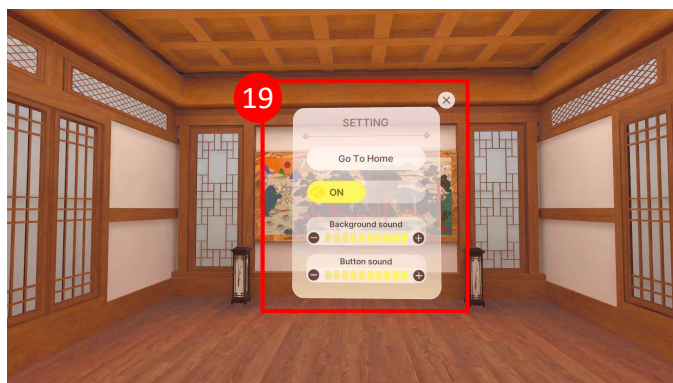 19
SETTING
Go To Home
ON
Background sound
Button sound